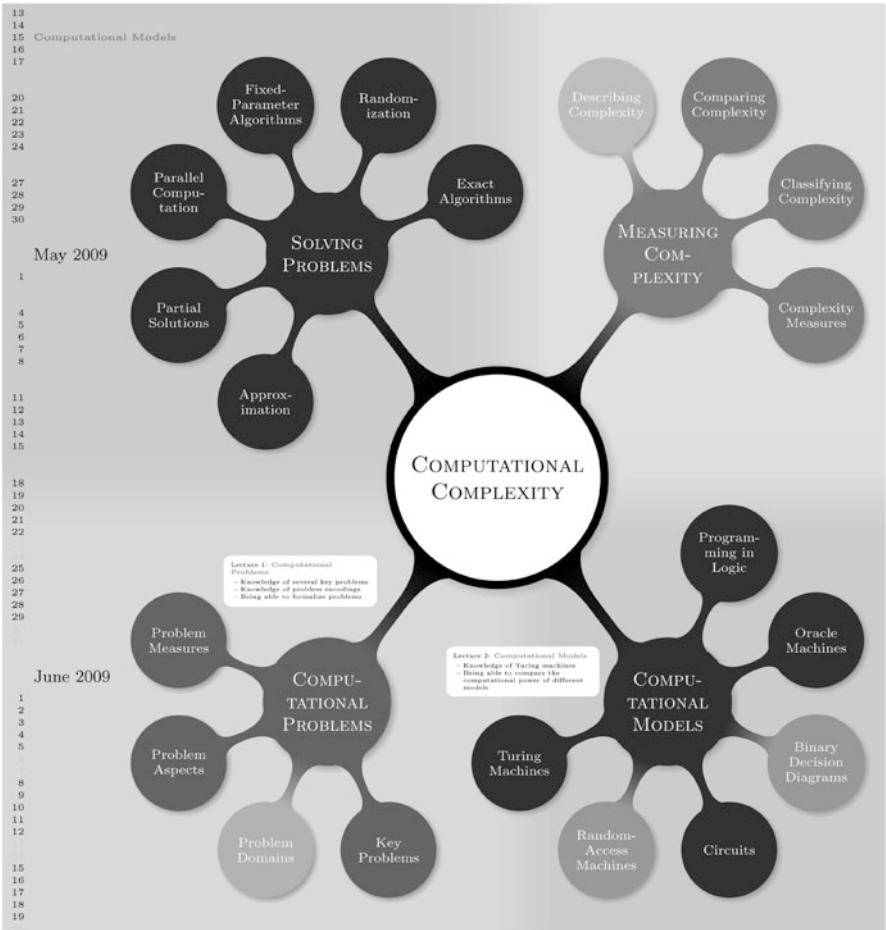 13
14
15 Computational Models
16
17
20
21
22
23
24
27
28
29
30
May 2009
1
4
5
6
7
8
11
12
13
14
15
18
19
20
21
22
25
26
27
28
29
June 2009
1
2
3
4
5
8
9
10
11
12
15
16
17
18
19
Fixed-
Parameter
Algorithms
Random-
ization
Parallel
Compu-
tation
Exact
Algorithms
SOLVING
PROBLEMS
Partial
Solutions
Approx-
imation
Describing
Complexity
Comparing
Complexity
Classifying
Complexity
MEASURING
COM-
PLEXITY
Complexity
Measures
COMPUTATIONAL
COMPLEXITY
Lecture 1: Computational
Problems
– Knowledge of several key problems
– Knowledge of problem encodings
– Being able to formalize problems
Problem
Measures
COMPU-
TATIONAL
PROBLEMS
Problem
Aspects
Problem
Domains
Key
Problems
Lecture 2: Computational Models
– Knowledge of Turing machines
– Being able to compare the
computational power of different
models
Program-
ming in
Logic
Oracle
Machines
COMPU-
TATIONAL
MODELS
Turing
Machines
Binary
Decision
Diagrams
Random-
Access
Machines
Circuits